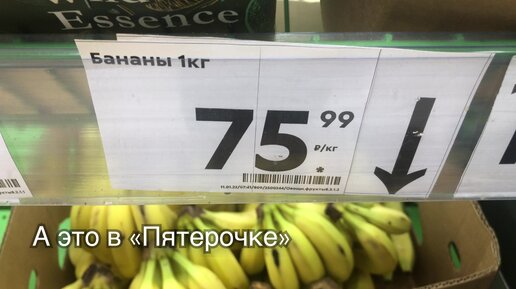 Essence
Бананы 1кг
75.99
₽/кг
А это в «Пятерочке»